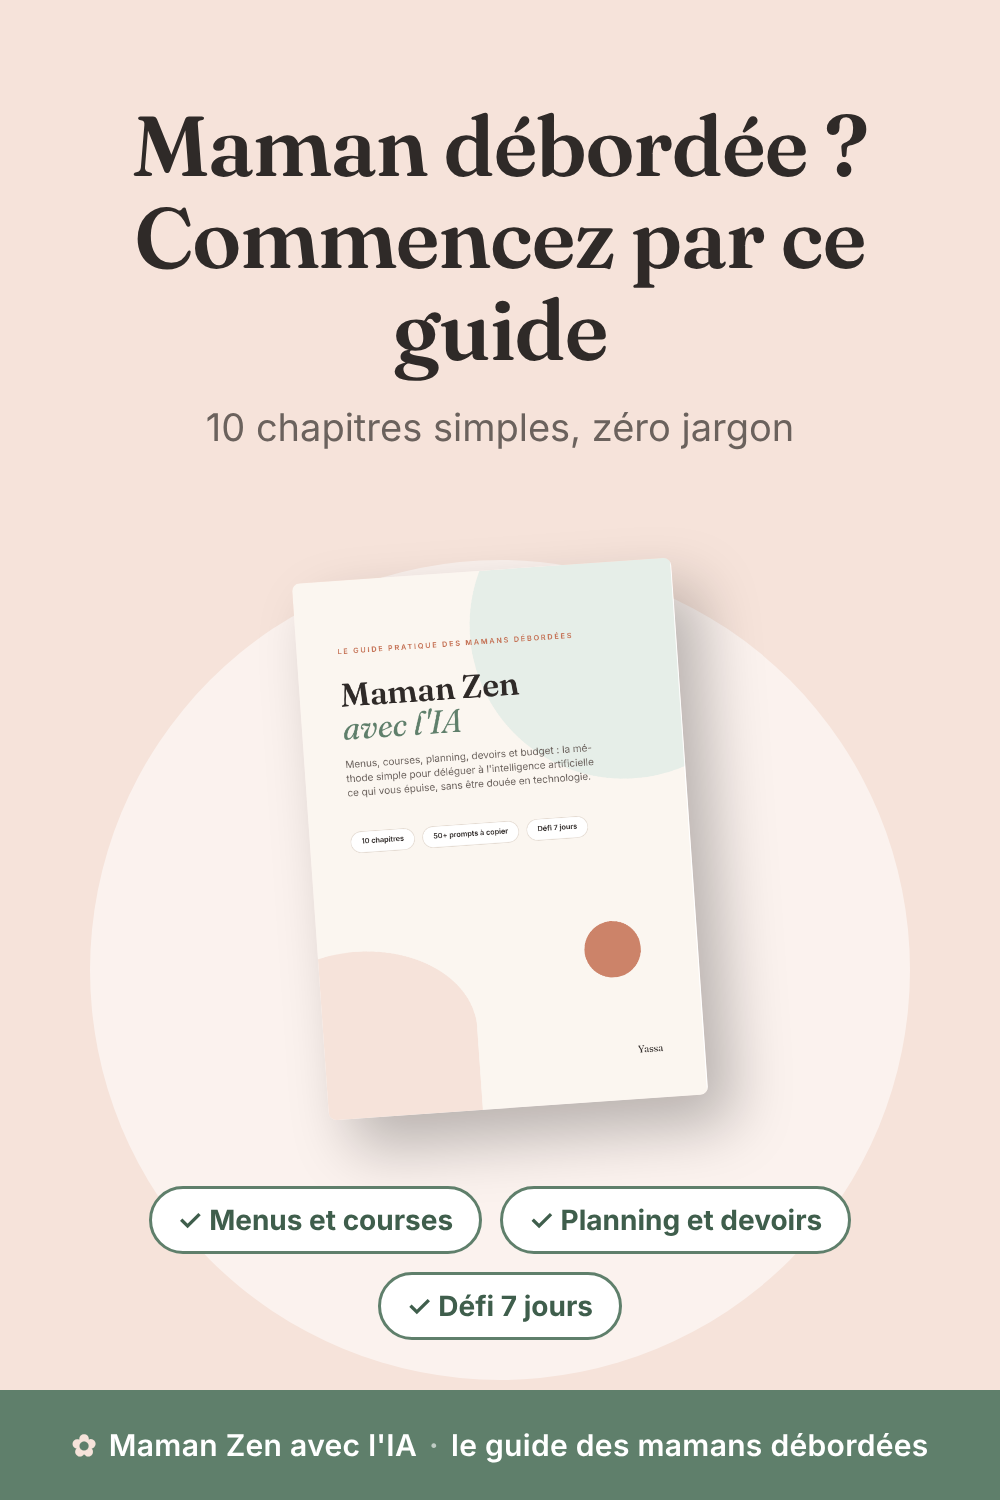 Maman débordée ?
Commencez par ce
guide
10 chapitres simples, zéro jargon
LE GUIDE PRATIQUE DES MAMANS DÉBORDÉES
Maman Zen
avec l'IA
Menus, courses, planning, devoirs et budget : la mé-
thode simple pour déléguer à l'intelligence artificielle
ce qui vous épuise, sans être douée en technologie.
10 chapitres 50+ prompts à copier Défi 7 jours
Yassa
✓ Menus et courses ✓ Planning et devoirs
✓ Défi 7 jours
✿ Maman Zen avec l'IA · le guide des mamans débordées